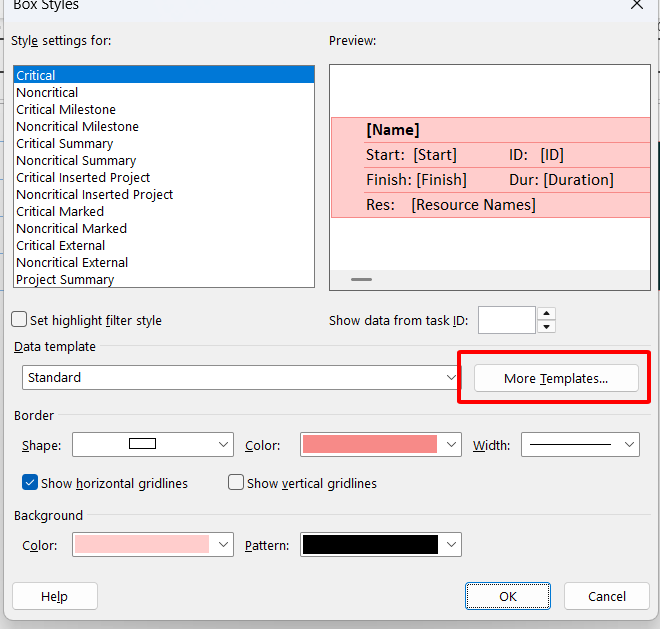 Box Styles
Style settings for:
Preview:
Critical
Noncritical
Critical Milestone
Noncritical Milestone
Critical Summary
Noncritical Summary
Critical Inserted Project
Noncritical Inserted Project
Critical Marked
Noncritical Marked
Critical External
Noncritical External
Project Summary
[Name]
Start: [Start] ID: [ID]
Finish: [Finish] Dur: [Duration]
Res: [Resource Names]
Set highlight filter style
Show data from task ID:
Data template
Standard
More Templates...
Border
Shape:
Color:
Width:
Show horizontal gridlines
Show vertical gridlines
Background
Color:
Pattern:
Help
OK
Cancel